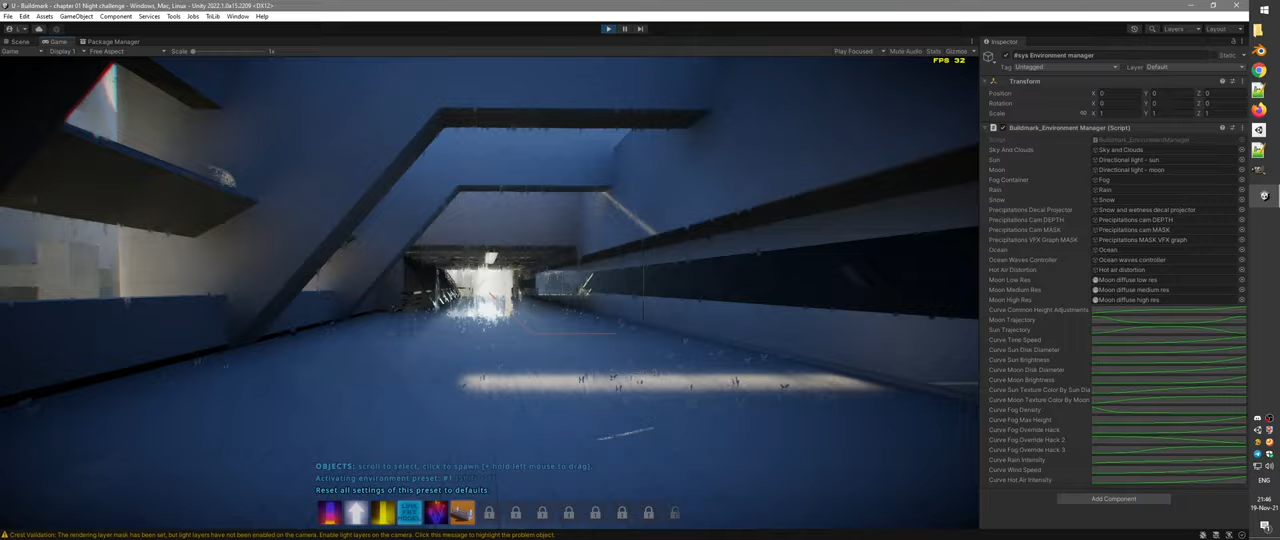 U - Buildmark - chapter 01 Night challenge - Windows, Mac, Linux - Unity 2022.1.0a15.2209 <DX12>
File Edit Assets GameObject Component Services Tools Jobs TriLib Window Help
Layers Layout
Scene Game Package Manager
Inspector
Game Display 1 Free Aspect Scale 1x Play Focused Mute Audio Stats Gizmos
#sys Environment manager Static
FPS 32
Tag Untagged Layer Default
Transform
Position X 0 Y 0 Z 0
Rotation X 0 Y 0 Z 0
Scale X 1 Y 1 Z 1
Buildmark_Environment Manager (Script)
Script Buildmark_EnvironmentManager
Sky And Clouds Sky and Clouds
Sun Directional light - sun
Moon Directional light - moon
Fog Container Fog
Rain Rain
Snow Snow
Precipitations Decal Projector Snow and wetness decal projector
Precipitations Cam DEPTH Precipitations cam DEPTH
Precipitations Cam MASK Precipitations cam MASK
Precipitations VFX Graph MASK Precipitations MASK VFX graph
Ocean Ocean
Ocean Waves Controller Ocean waves controller
Hot Air Distortion Hot air distortion
Moon Low Res Moon diffuse low res
Moon Medium Res Moon diffuse medium res
Moon High Res Moon diffuse high res
Curve Common Height Adjustments
Moon Trajectory
Sun Trajectory
Curve Time Speed
Curve Sun Disk Diameter
Curve Sun Brightness
Curve Moon Disk Diameter
Curve Moon Brightness
Curve Sun Texture Color By Sun Dia
Curve Moon Texture Color By Moon
Curve Fog Density
Curve Fog Max Height
Curve Fog Override Hack
Curve Fog Override Hack 2
Curve Fog Override Hack 3
Curve Rain Intensity
Curve Wind Speed
Curve Hot Air Intensity
Add Component
OBJECTS: scroll to select, click to spawn [+ hold left mouse to drag].
Activating environment preset: #1
Reset all settings of this preset to defaults
ENG
21:46
19-Nov-21
Crest Validation: The rendering layer mask has been set, but light layers have not been enabled on the camera. Enable light layers on the camera. Click this message to highlight the problem object.